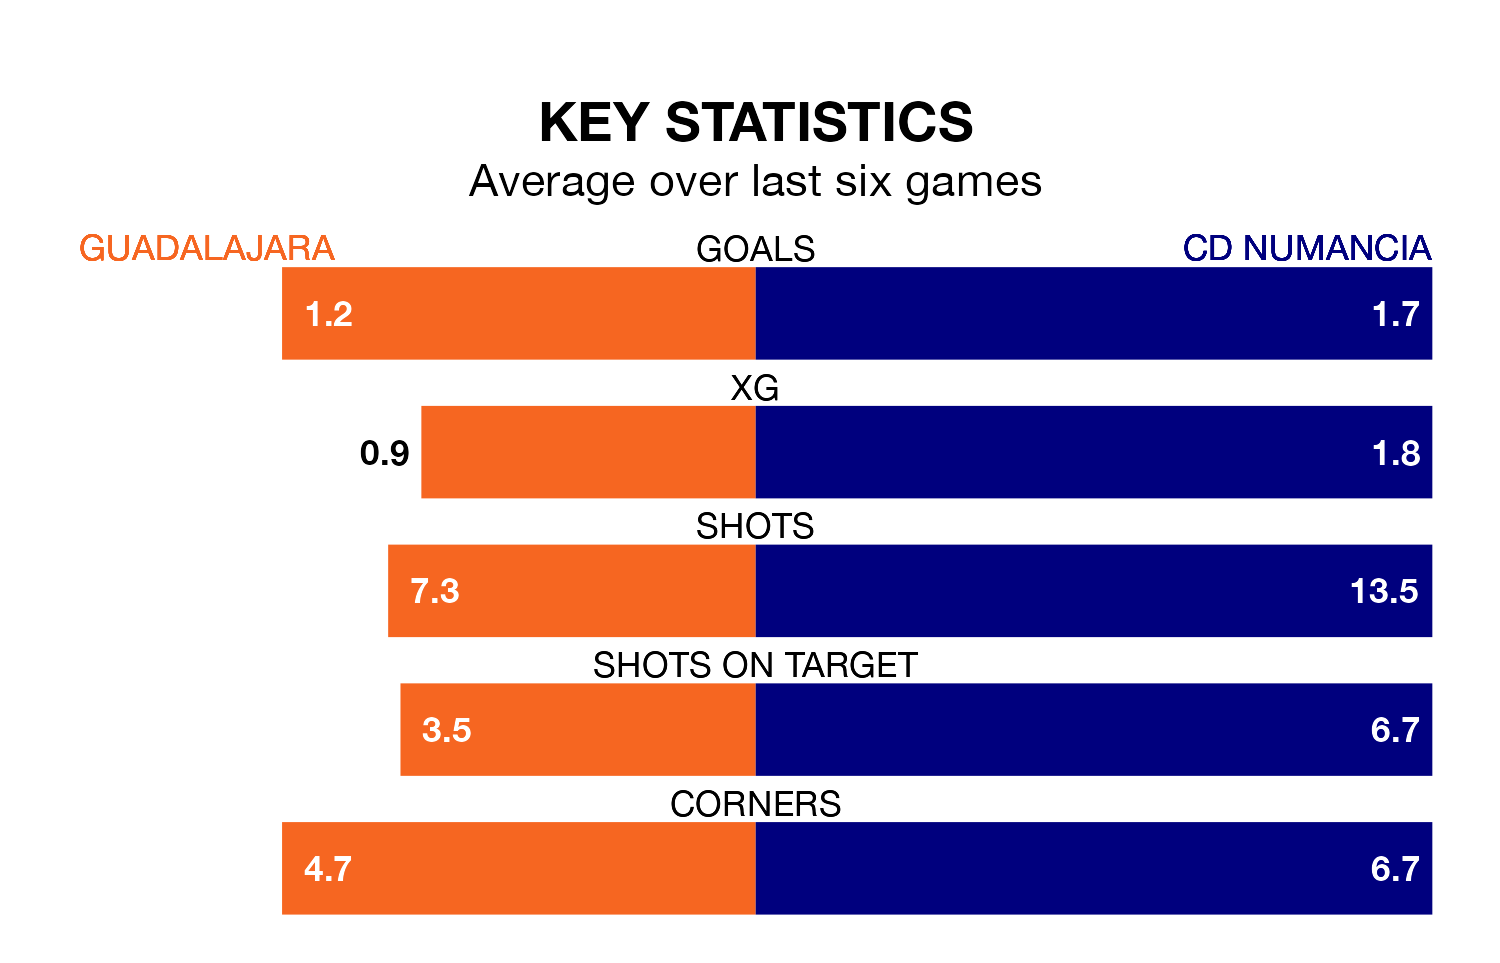 KEY STATISTICS
Average over last six games
GUADALAJARA GOALS CD NUMANCIA
1.2 1.7
XG
0.9 1.8
SHOTS
7.3 13.5
SHOTS ON TARGET
3.5 6.7
CORNERS
4.7 6.7